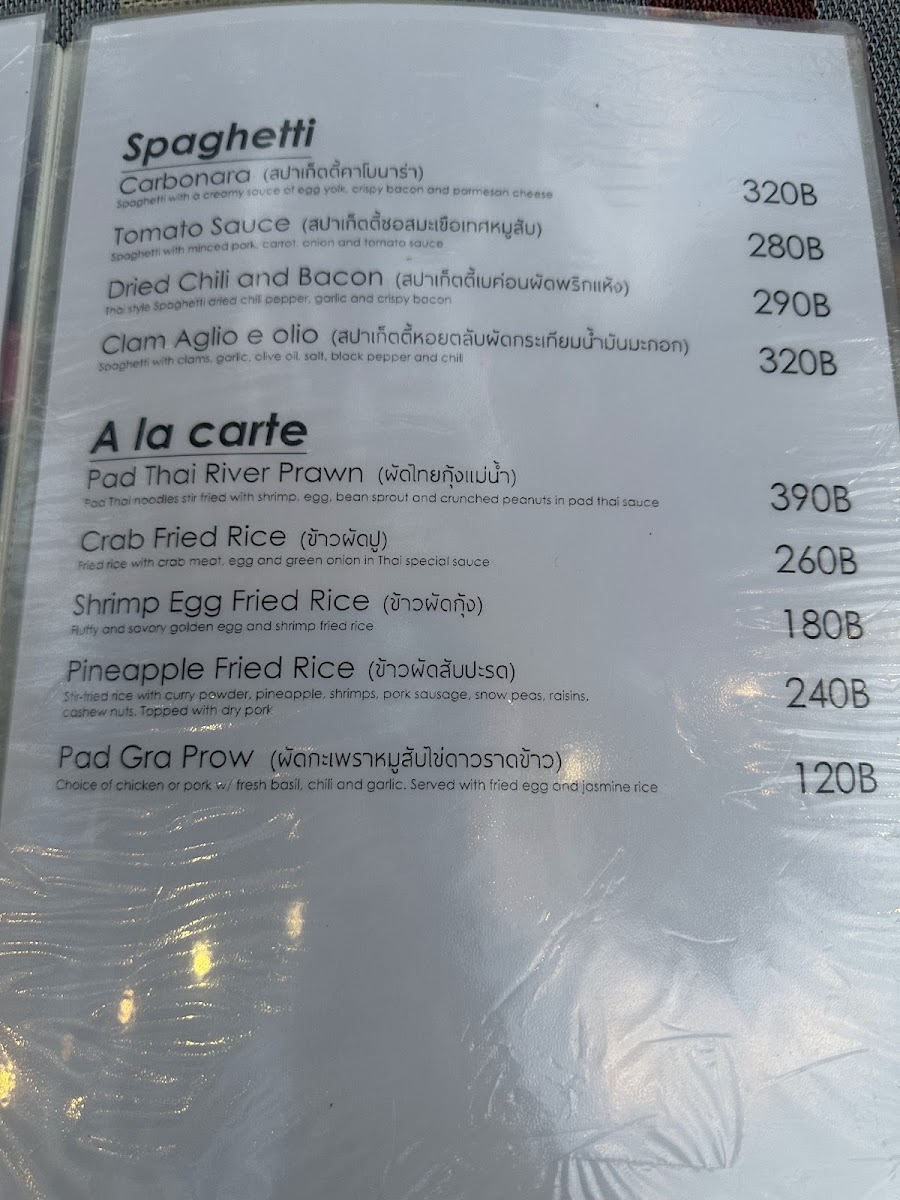 Spaghetti
Carbonara (สปาเก็ตตี้คาโบนาร่า) 320B
Spaghetti with a creamy sauce of egg yolk, crispy bacon and parmesan cheese
Tomato Sauce (สปาเก็ตตี้ซอสมะเขือเทศหมูสับ) 280B
Spaghetti with minced pork, carrot, onion and tomato sauce
Dried Chili and Bacon (สปาเก็ตตี้เบค่อนผัดพริกแห้ง) 290B
Thai style Spaghetti dried chili pepper, garlic and crispy bacon
Clam Aglio e olio (สปาเก็ตตี้หอยตลับผัดกระเทียมน้ำมันมะกอก) 320B
Spaghetti with clams, garlic, olive oil, salt, black pepper and chili
A la carte
Pad Thai River Prawn (ผัดไทยกุ้งแม่น้ำ) 390B
Pad Thai noodles stir fried with shrimp, egg, bean sprout and crunched peanuts in pad thai sauce
Crab Fried Rice (ข้าวผัดปู) 260B
Fried rice with crab meat, egg and green onion in Thai special sauce
Shrimp Egg Fried Rice (ข้าวผัดกุ้ง) 180B
Fluffy and savory golden egg and shrimp fried rice
Pineapple Fried Rice (ข้าวผัดสับปะรด) 240B
Stir-fried rice with curry powder, pineapple, shrimps, pork sausage, snow peas, raisins,
cashew nuts. Topped with dry pork
Pad Gra Prow (ผัดกะเพราหมูสับไข่ดาวราดข้าว) 120B
Choice of chicken or pork w/ fresh basil, chili and garlic. Served with fried egg and jasmine rice